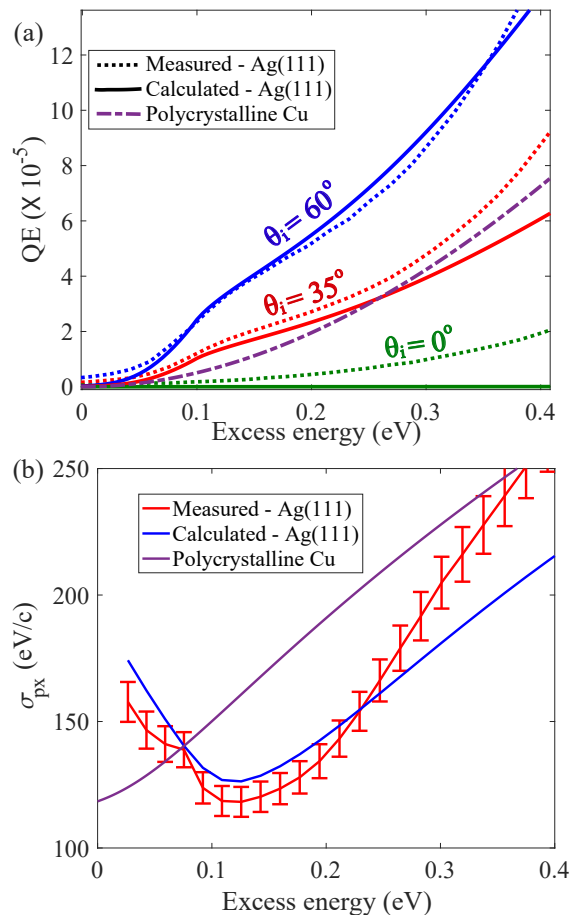 (a)
12
10
8
6
4
2
0
QE (X 10⁻⁵)
Measured - Ag(111)
Calculated - Ag(111)
Polycrystalline Cu
θᵢ= 60°
θᵢ= 35°
θᵢ= 0°
0 0.1 0.2 0.3 0.4
Excess energy (eV)
(b)
250
200
150
100
σₚₓ (eV/c)
Measured - Ag(111)
Calculated - Ag(111)
Polycrystalline Cu
0 0.1 0.2 0.3 0.4
Excess energy (eV)